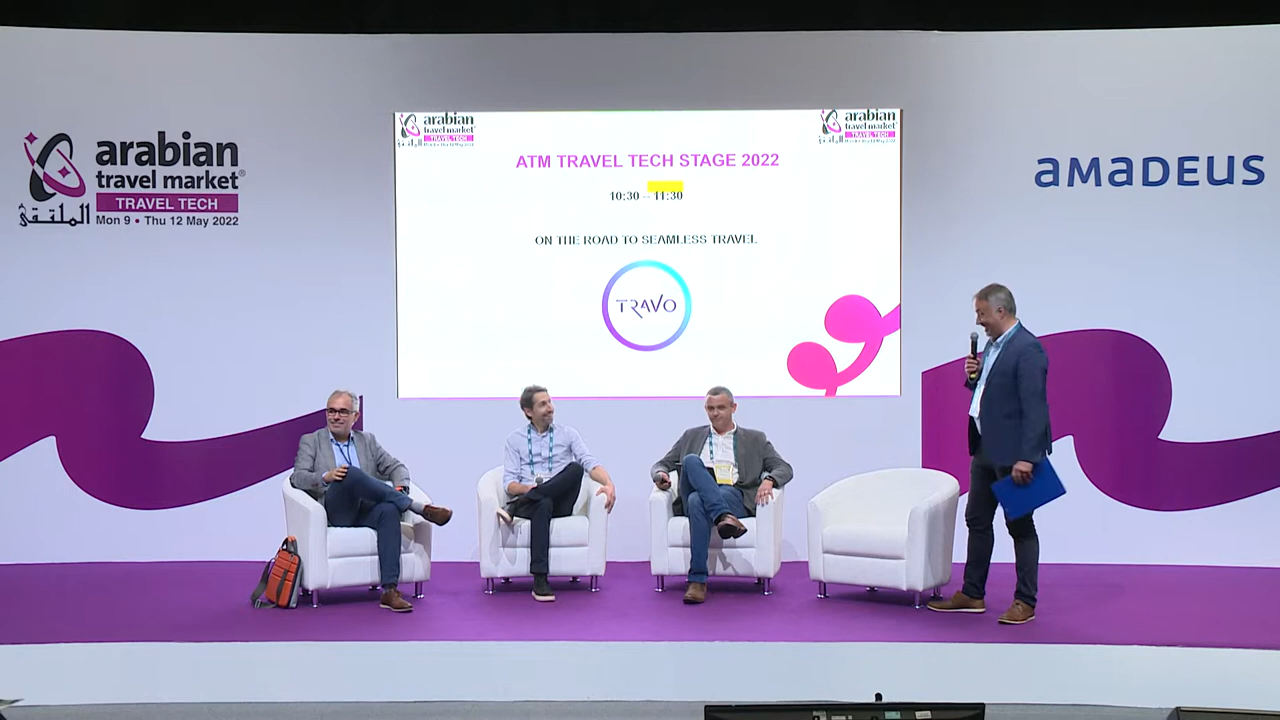 arabian
travel market®
TRAVEL TECH
الملتقى
Mon 9 • Thu 12 May 2022
arabian
travel market
TRAVEL TECH
الملتقى
arabian
travel market
TRAVEL TECH
الملتقى
ATM TRAVEL TECH STAGE 2022
10:30 – 11:30
ON THE ROAD TO SEAMLESS TRAVEL
TRAVO
amaDEUS